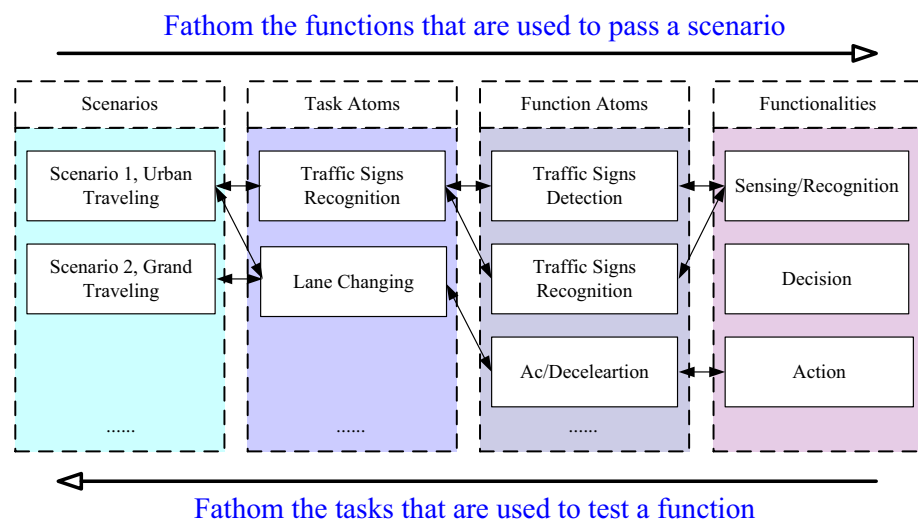 Fathom the functions that are used to pass a scenario
Scenarios
Task Atoms
Function Atoms
Functionalities
Scenario 1, Urban
Traveling
Traffic Signs
Recognition
Traffic Signs
Detection
Sensing/Recognition
Scenario 2, Grand
Traveling
Lane Changing
Traffic Signs
Recognition
Decision
Ac/Deceleartion
Action
......
......
......
Fathom the tasks that are used to test a function